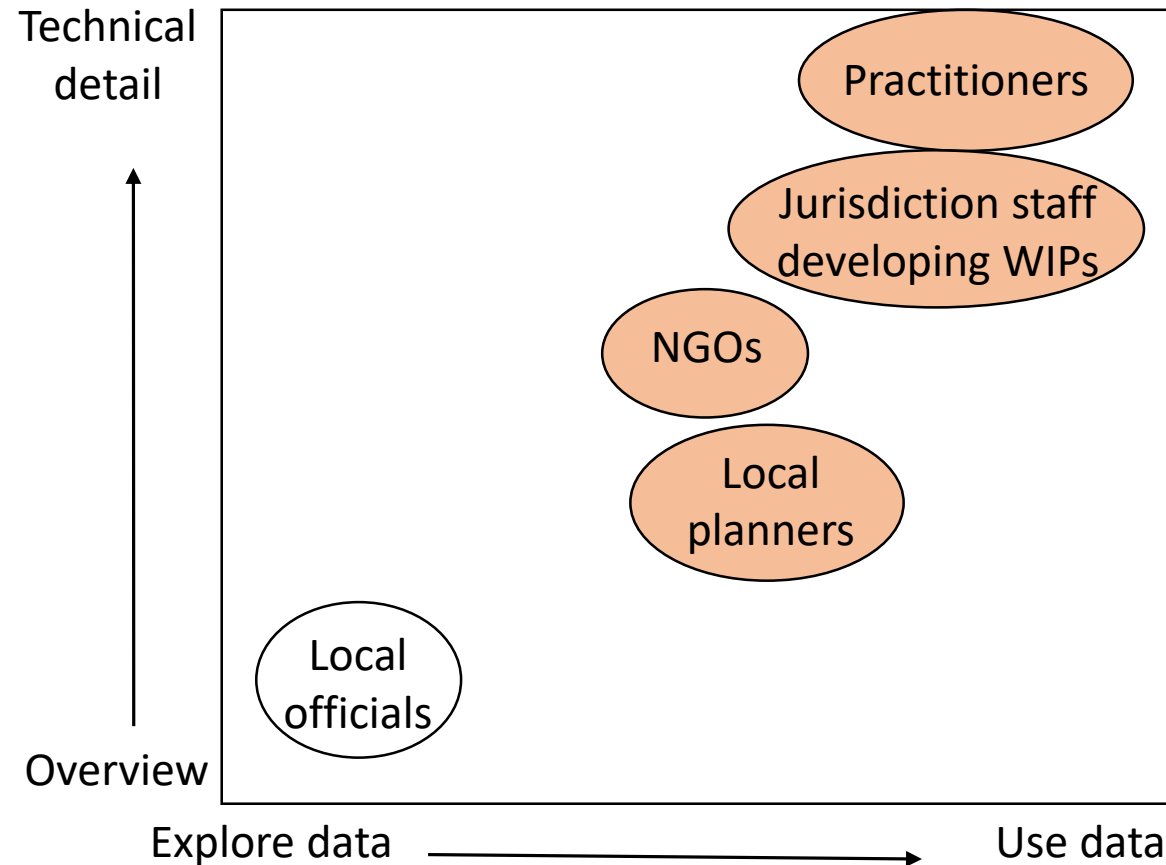 Technical
detail
Practitioners
Jurisdiction staff
developing WIPs
NGOs
Local
planners
Local
officials
Overview
Explore data
Use data